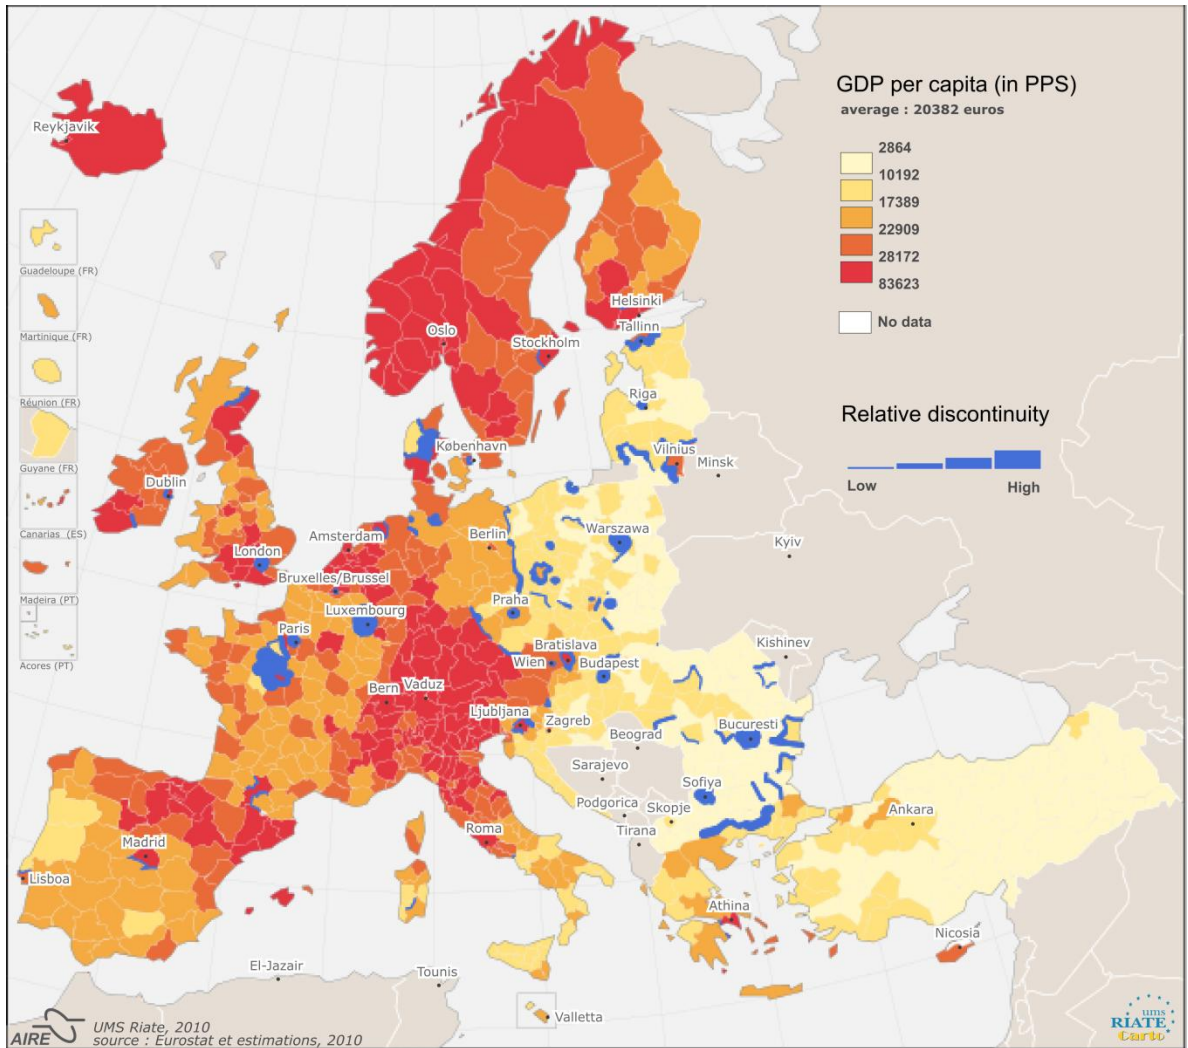 GDP per capita (in PPS)
average : 20382 euros
2864
10192
17389
22909
28172
83623
No data
Relative discontinuity
Low
High
Reykjavik
Guadeloupe (FR)
Martinique (FR)
Réunion (FR)
Guyane (FR)
Canarias (ES)
Madeira (PT)
Acores (PT)
Helsinki
Tallinn
Oslo
Stockholm
Riga
København
Vilnius
Minsk
Dublin
Amsterdam
Berlin
Warszawa
Kyiv
London
Bruxelles/Brussel
Luxembourg
Praha
Paris
Kishinev
Bratislava
Wien
Budapest
Bern
Vaduz
Ljubljana
Zagreb
Bucuresti
Beograd
Sarajevo
Sofiya
Podgorica
Skopje
Ankara
Tirana
Roma
Madrid
Lisboa
Athina
Nicosia
El-Jazair
Tounis
Valletta
AIRE
UMS Riate, 2010
source : Eurostat et estimations, 2010
ums
RIATE
Carto